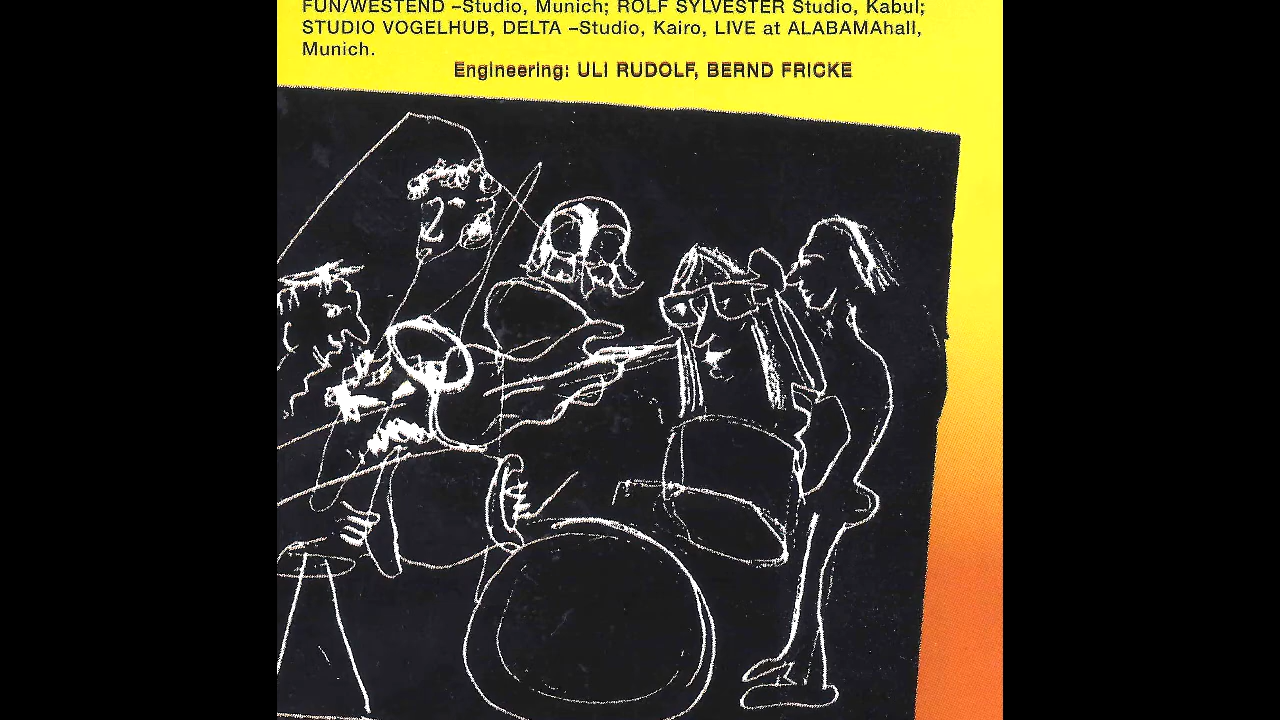 FUN/WESTEND –Studio, Munich; ROLF SYLVESTER Studio, Kabul;
STUDIO VOGELHUB, DELTA –Studio, Kairo, LIVE at ALABAMAhall,
Munich.
Engineering: ULI RUDOLF, BERND FRICKE